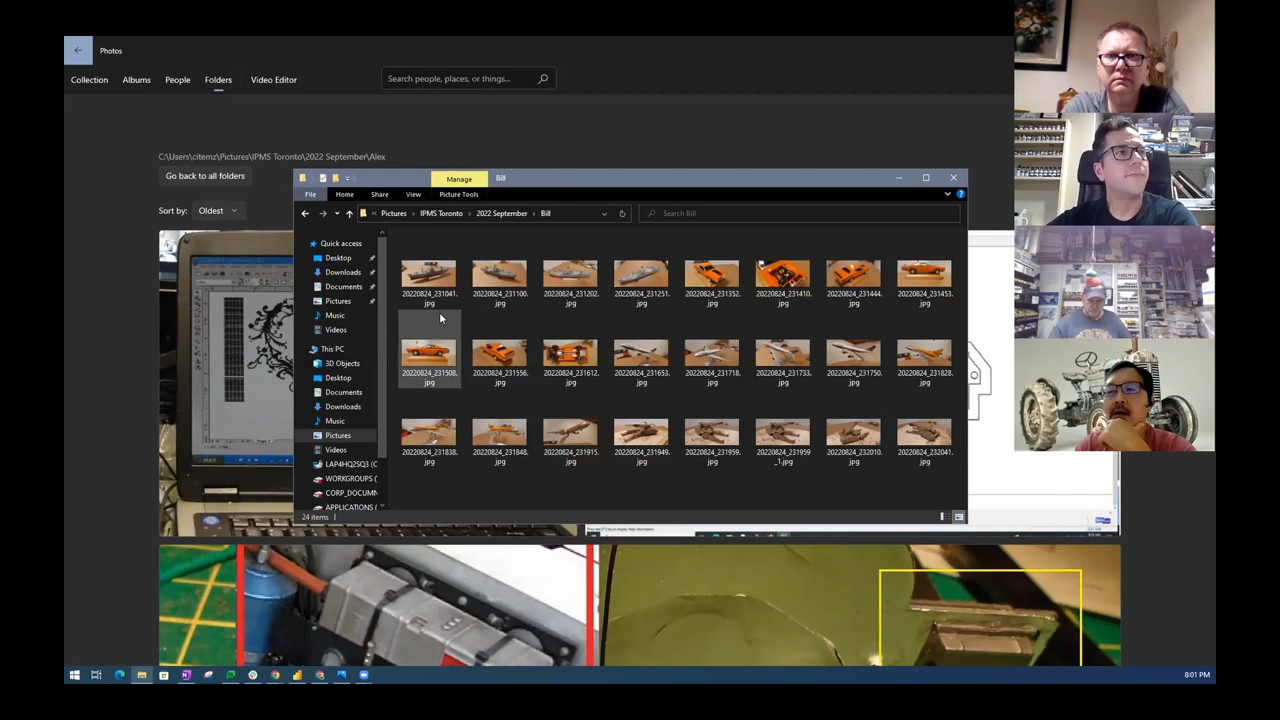 Photos
Collection Albums People Folders Video Editor
Search people, places, or things...
C:\Users\citemz\Pictures\IPMS Toronto\2022 September\Alex
Go back to all folders
Sort by: Oldest
Manage Bill
File Home Share View Picture Tools
Pictures > IPMS Toronto > 2022 September > Bill
Search Bill
Quick access
Desktop
Downloads
Documents
Pictures
Music
Videos
This PC
3D Objects
Desktop
Documents
Downloads
Music
Pictures
Videos
LAP4HQ2SQ3 (C
WORKGROUPS (
CORP_DOCUMN
APPLICATIONS (
20220824_231041.jpg
20220824_231100.jpg
20220824_231202.jpg
20220824_231251.jpg
20220824_231352.jpg
20220824_231410.jpg
20220824_231444.jpg
20220824_231453.jpg
20220824_231508.jpg
20220824_231556.jpg
20220824_231612.jpg
20220824_231653.jpg
20220824_231718.jpg
20220824_231733.jpg
20220824_231750.jpg
20220824_231828.jpg
20220824_231838.jpg
20220824_231848.jpg
20220824_231915.jpg
20220824_231949.jpg
20220824_231959.jpg
20220824_231959_1.jpg
20220824_232010.jpg
20220824_232041.jpg
24 items
8:01 PM